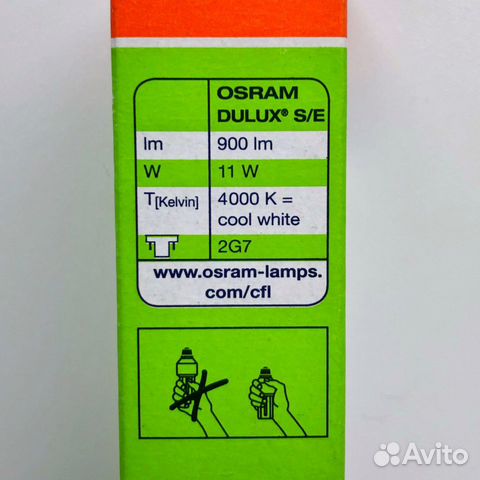 OSRAM
DULUX® S/E
lm 900 lm
W 11 W
T[Kelvin] 4000 K =
cool white
2G7
www.osram-lamps.
com/cfl
Avito